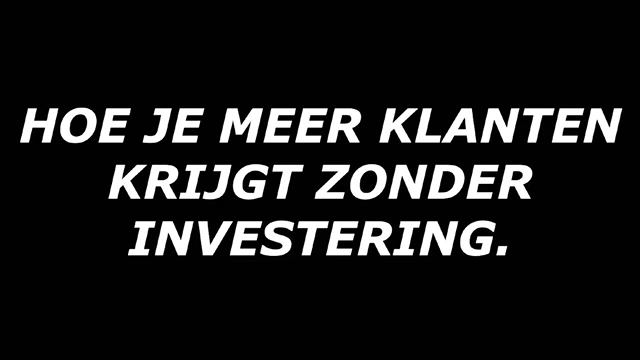 HOE JE MEER KLANTEN
KRIJGT ZONDER
INVESTERING.